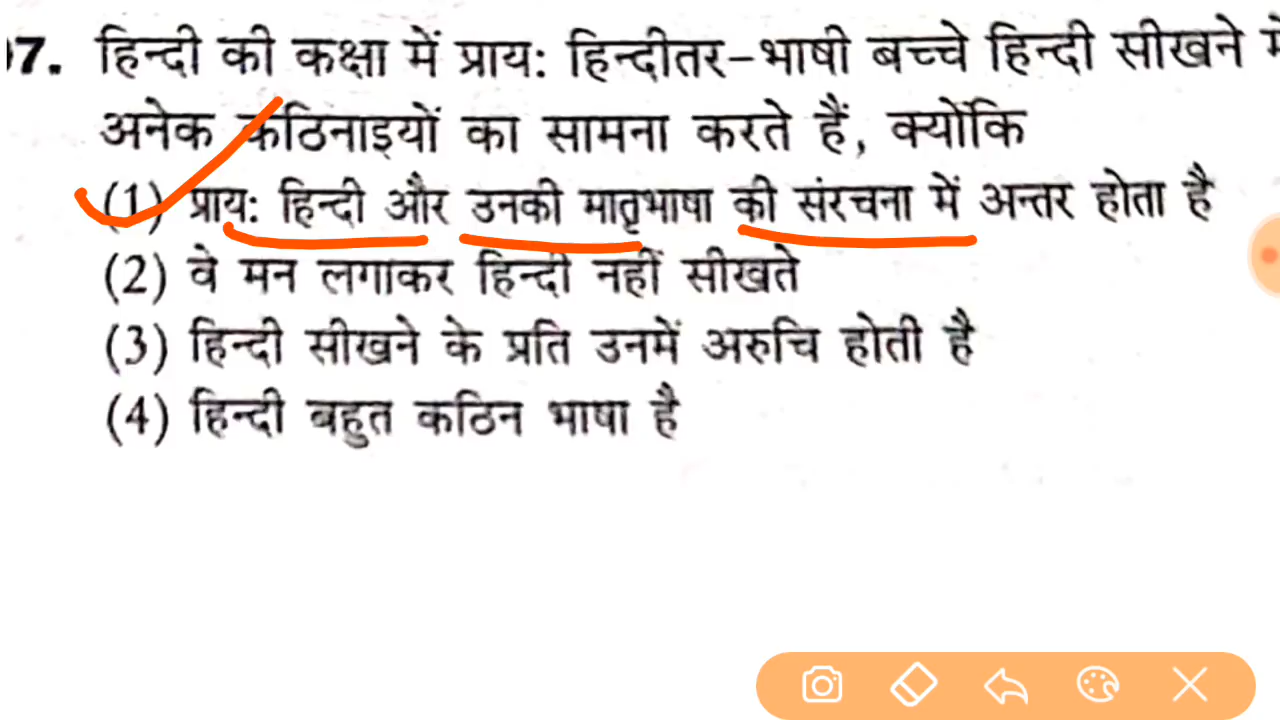 07. हिन्दी की कक्षा में प्राय: हिन्दीतर-भाषी बच्चे हिन्दी सीखने में
अनेक कठिनाइयों का सामना करते हैं, क्योंकि
(1) प्राय: हिन्दी और उनकी मातृभाषा की संरचना में अन्तर होता है
(2) वे मन लगाकर हिन्दी नहीं सीखते
(3) हिन्दी सीखने के प्रति उनमें अरुचि होती है
(4) हिन्दी बहुत कठिन भाषा है